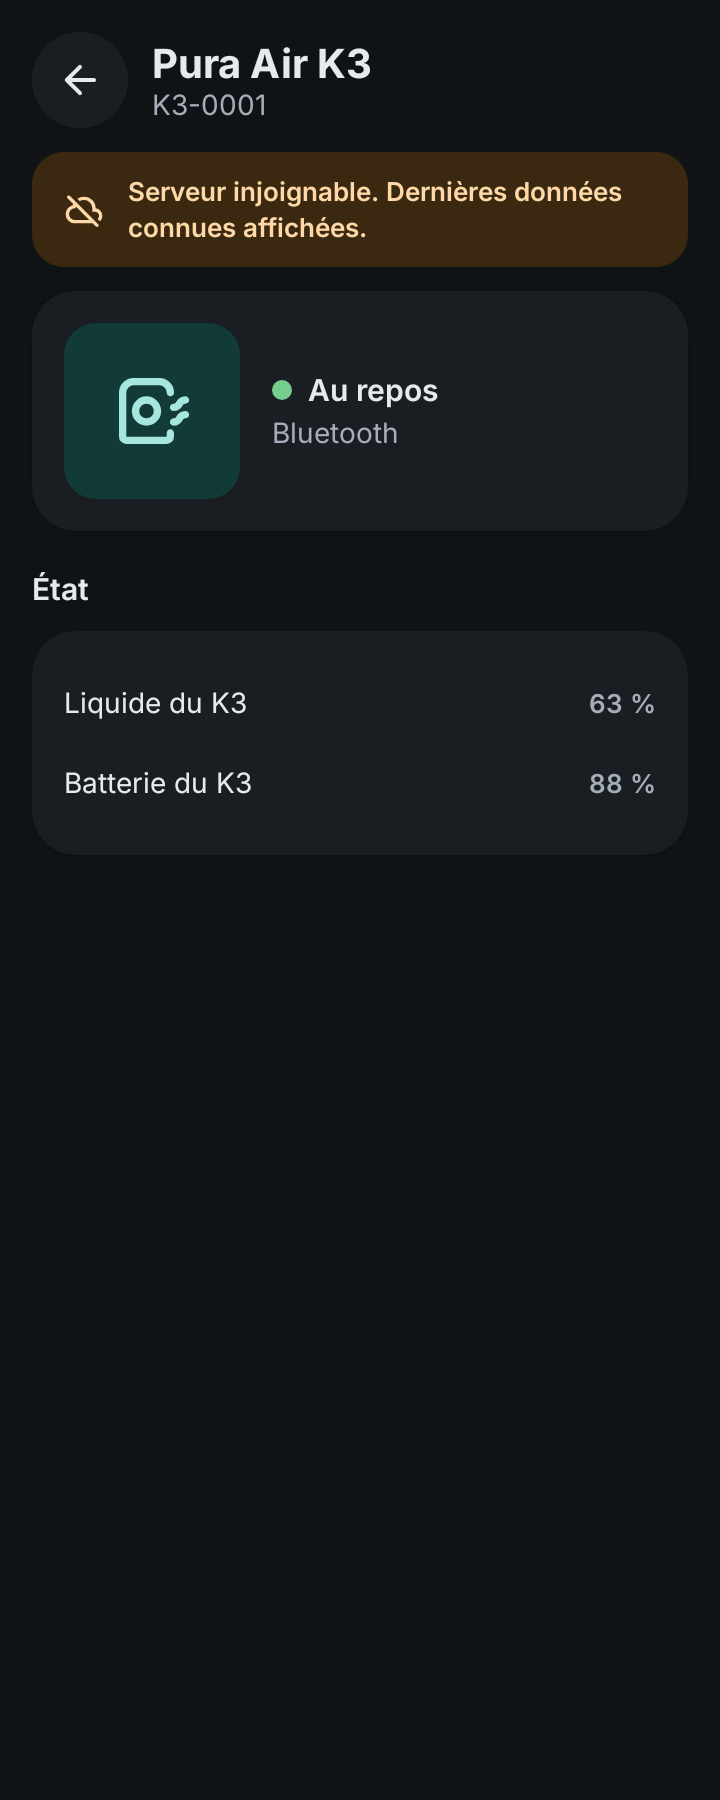 Pura Air K3
K3-0001
Serveur injoignable. Dernières données
connues affichées.
Au repos
Bluetooth
État
Liquide du K3 63 %
Batterie du K3 88 %